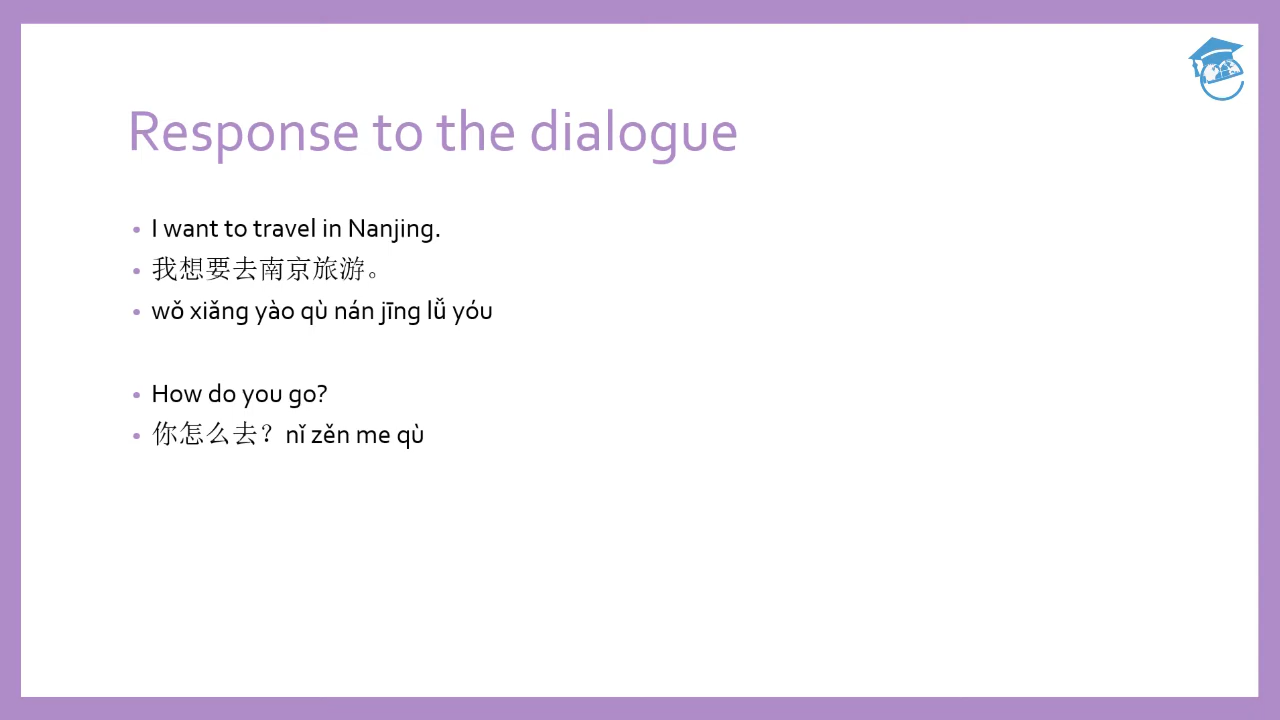 Response to the dialogue
• I want to travel in Nanjing.
• 我想要去南京旅游。
• wǒ xiǎng yào qù nán jīng lǚ yóu
• How do you go?
• 你怎么去？nǐ zěn me qù